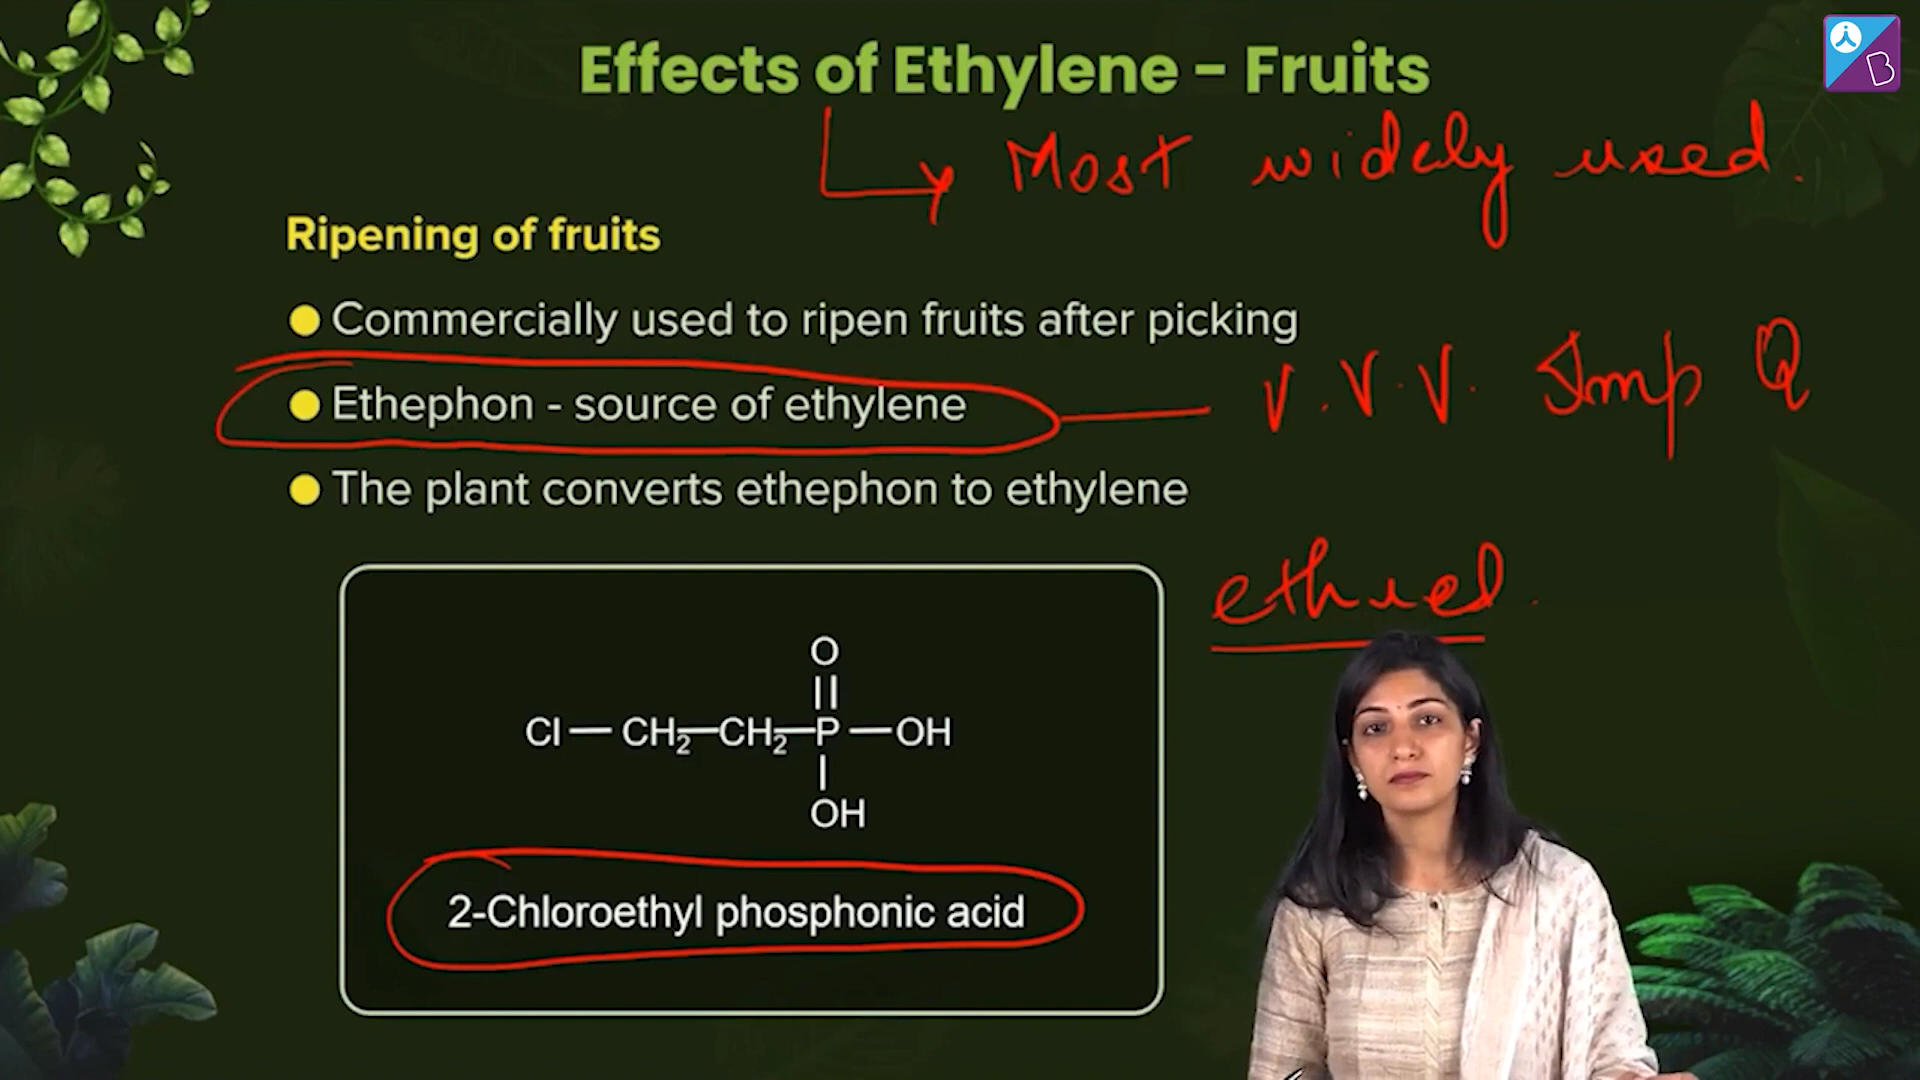 Effects of Ethylene - Fruits
Most widely used.
Ripening of fruits
Commercially used to ripen fruits after picking
Ethephon - source of ethylene
V.V.V. Imp Q
The plant converts ethephon to ethylene
ethrel.
O
Cl—CH₂—CH₂—P—OH
OH
2-Chloroethyl phosphonic acid
B